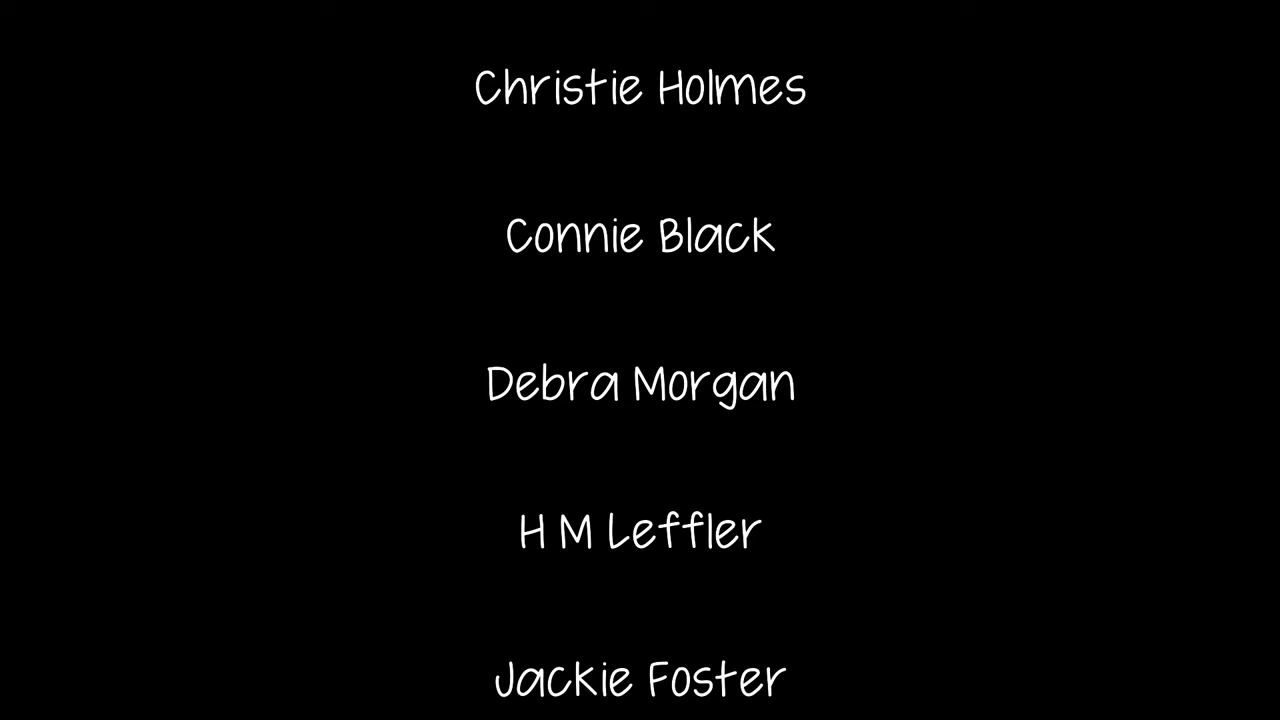 Christie Holmes
Connie Black
Debra Morgan
H M Leffler
Jackie Foster